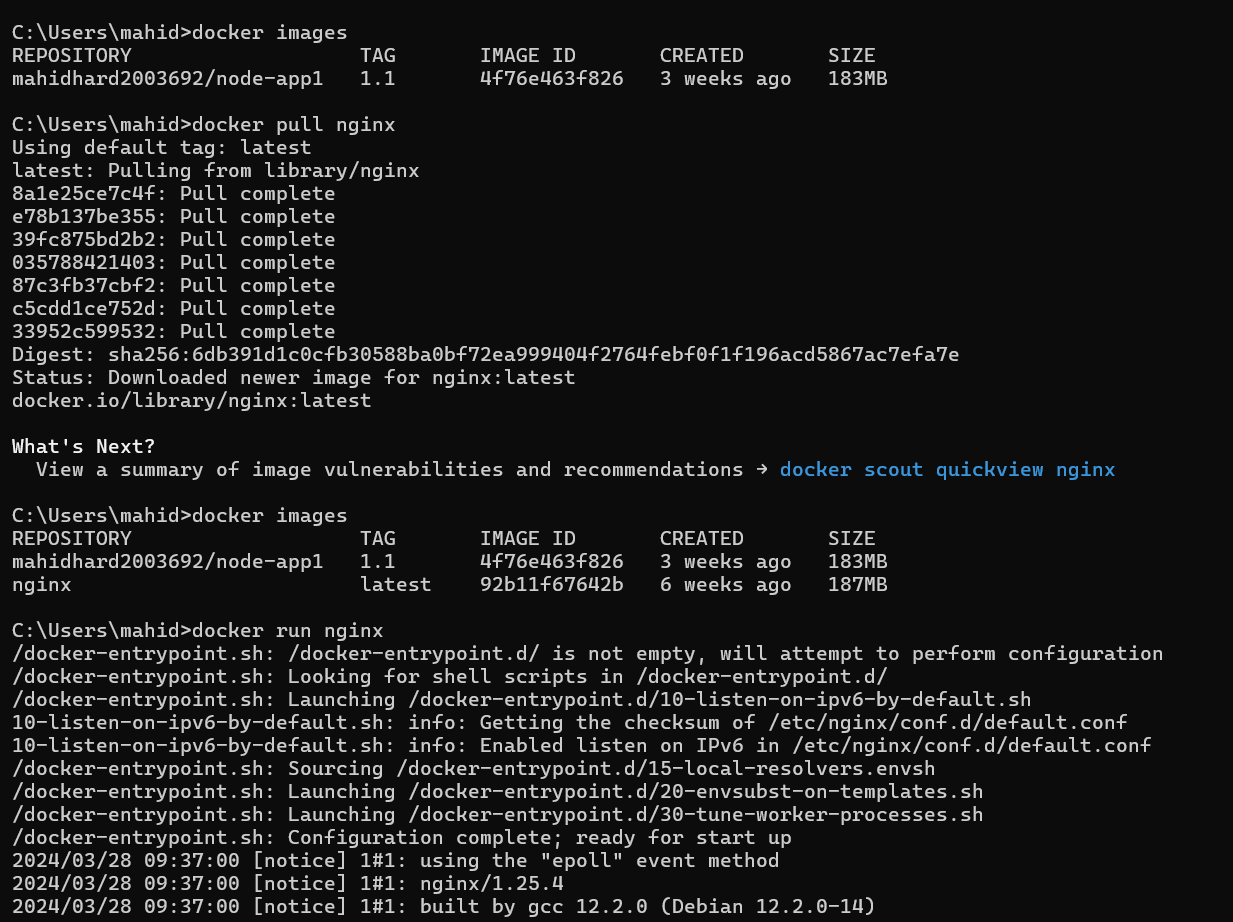 C:\Users\mahid>docker images
REPOSITORY                   TAG       IMAGE ID       CREATED       SIZE
mahidhard2003692/node-app1   1.1       4f76e463f826   3 weeks ago   183MB
C:\Users\mahid>docker pull nginx
Using default tag: latest
latest: Pulling from library/nginx
8a1e25ce7c4f: Pull complete
e78b137be355: Pull complete
39fc875bd2b2: Pull complete
035788421403: Pull complete
87c3fb37cbf2: Pull complete
c5cdd1ce752d: Pull complete
33952c599532: Pull complete
Digest: sha256:6db391d1c0cfb30588ba0bf72ea999404f2764febf0f1f196acd5867ac7efa7e
Status: Downloaded newer image for nginx:latest
docker.io/library/nginx:latest
What's Next?
  View a summary of image vulnerabilities and recommendations → docker scout quickview nginx
C:\Users\mahid>docker images
REPOSITORY                   TAG       IMAGE ID       CREATED       SIZE
mahidhard2003692/node-app1   1.1       4f76e463f826   3 weeks ago   183MB
nginx                        latest    92b11f67642b   6 weeks ago   187MB
C:\Users\mahid>docker run nginx
/docker-entrypoint.sh: /docker-entrypoint.d/ is not empty, will attempt to perform configuration
/docker-entrypoint.sh: Looking for shell scripts in /docker-entrypoint.d/
/docker-entrypoint.sh: Launching /docker-entrypoint.d/10-listen-on-ipv6-by-default.sh
10-listen-on-ipv6-by-default.sh: info: Getting the checksum of /etc/nginx/conf.d/default.conf
10-listen-on-ipv6-by-default.sh: info: Enabled listen on IPv6 in /etc/nginx/conf.d/default.conf
/docker-entrypoint.sh: Sourcing /docker-entrypoint.d/15-local-resolvers.envsh
/docker-entrypoint.sh: Launching /docker-entrypoint.d/20-envsubst-on-templates.sh
/docker-entrypoint.sh: Launching /docker-entrypoint.d/30-tune-worker-processes.sh
/docker-entrypoint.sh: Configuration complete; ready for start up
2024/03/28 09:37:00 [notice] 1#1: using the "epoll" event method
2024/03/28 09:37:00 [notice] 1#1: nginx/1.25.4
2024/03/28 09:37:00 [notice] 1#1: built by gcc 12.2.0 (Debian 12.2.0-14)